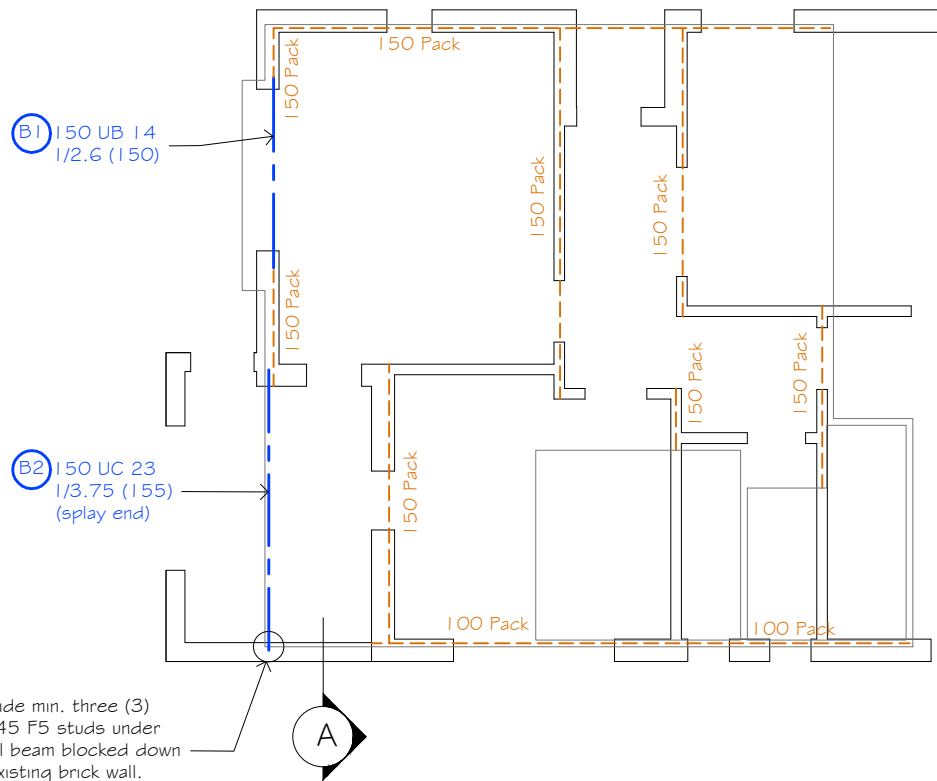 150 Pack
150 Pack
B1 150 UB 14
1/2.6 (150)
150 Pack
150 Pack
150 Pack
150 Pack
150 Pack
B2 150 UC 23
1/3.75 (155)
(splay end)
150 Pack
100 Pack
100 Pack
min. three (3)
45 F5 studs under
beam blocked down
brick wall.
A